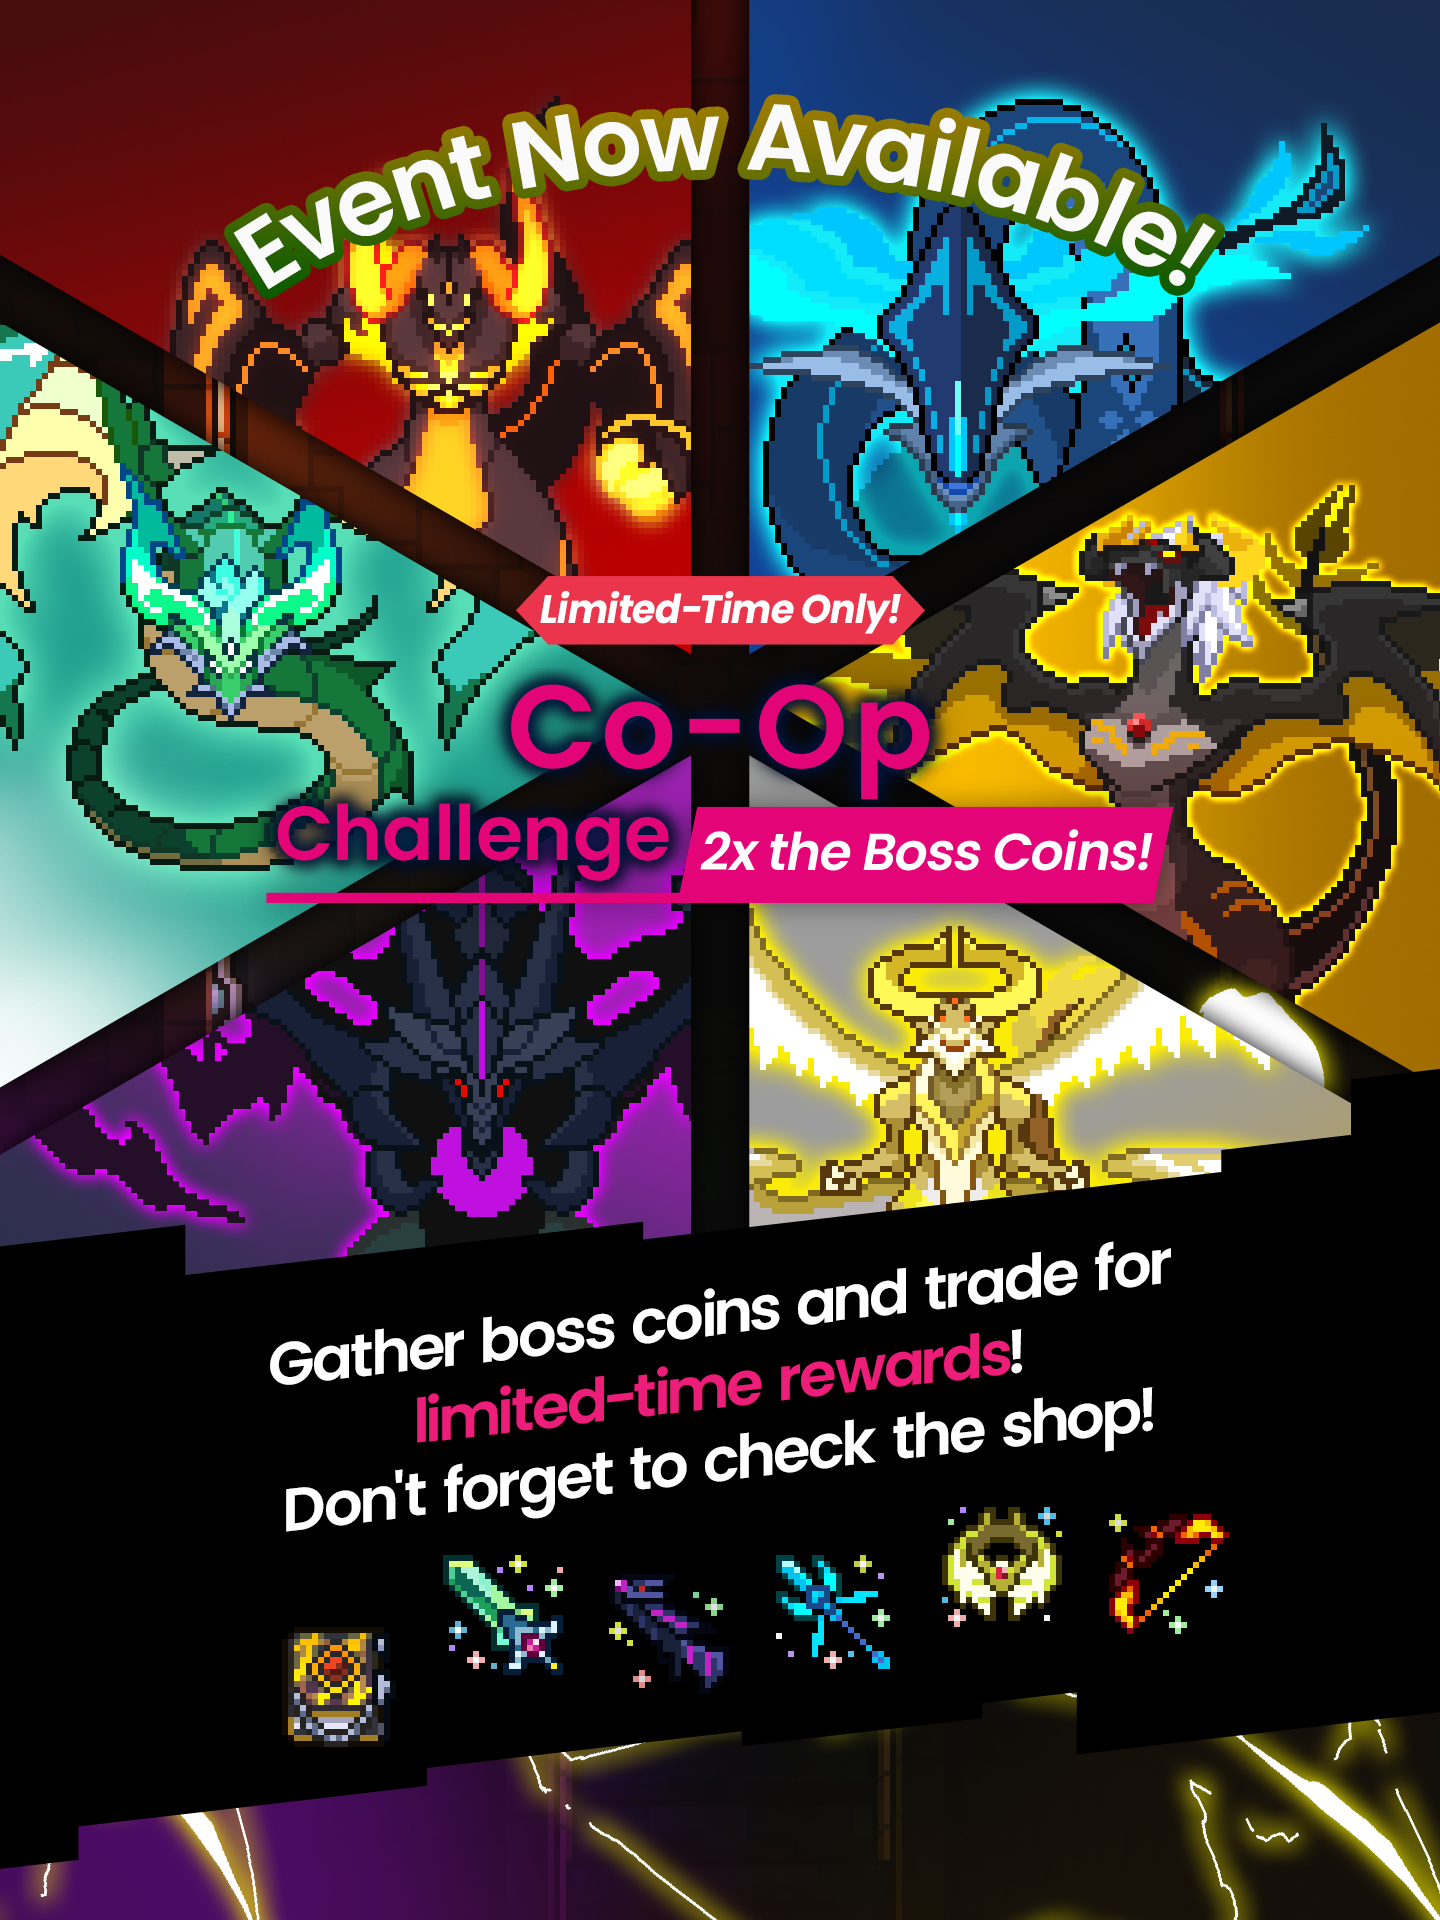 Event Now Available!
Limited-Time Only!
Co-Op
Challenge 2x the Boss Coins!
Gather boss coins and trade for
limited-time rewards!
Don't forget to check the shop!